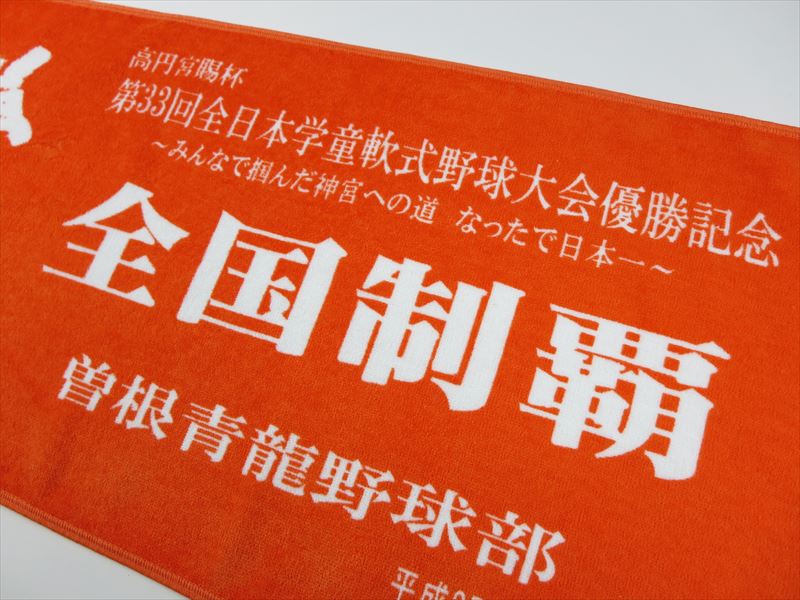 高円宮賜杯
第33回全日本学童軟式野球大会優勝記念
～みんなで掴んだ神宮への道 なったで日本一～
全国制覇
曽根青龍野球部
平成